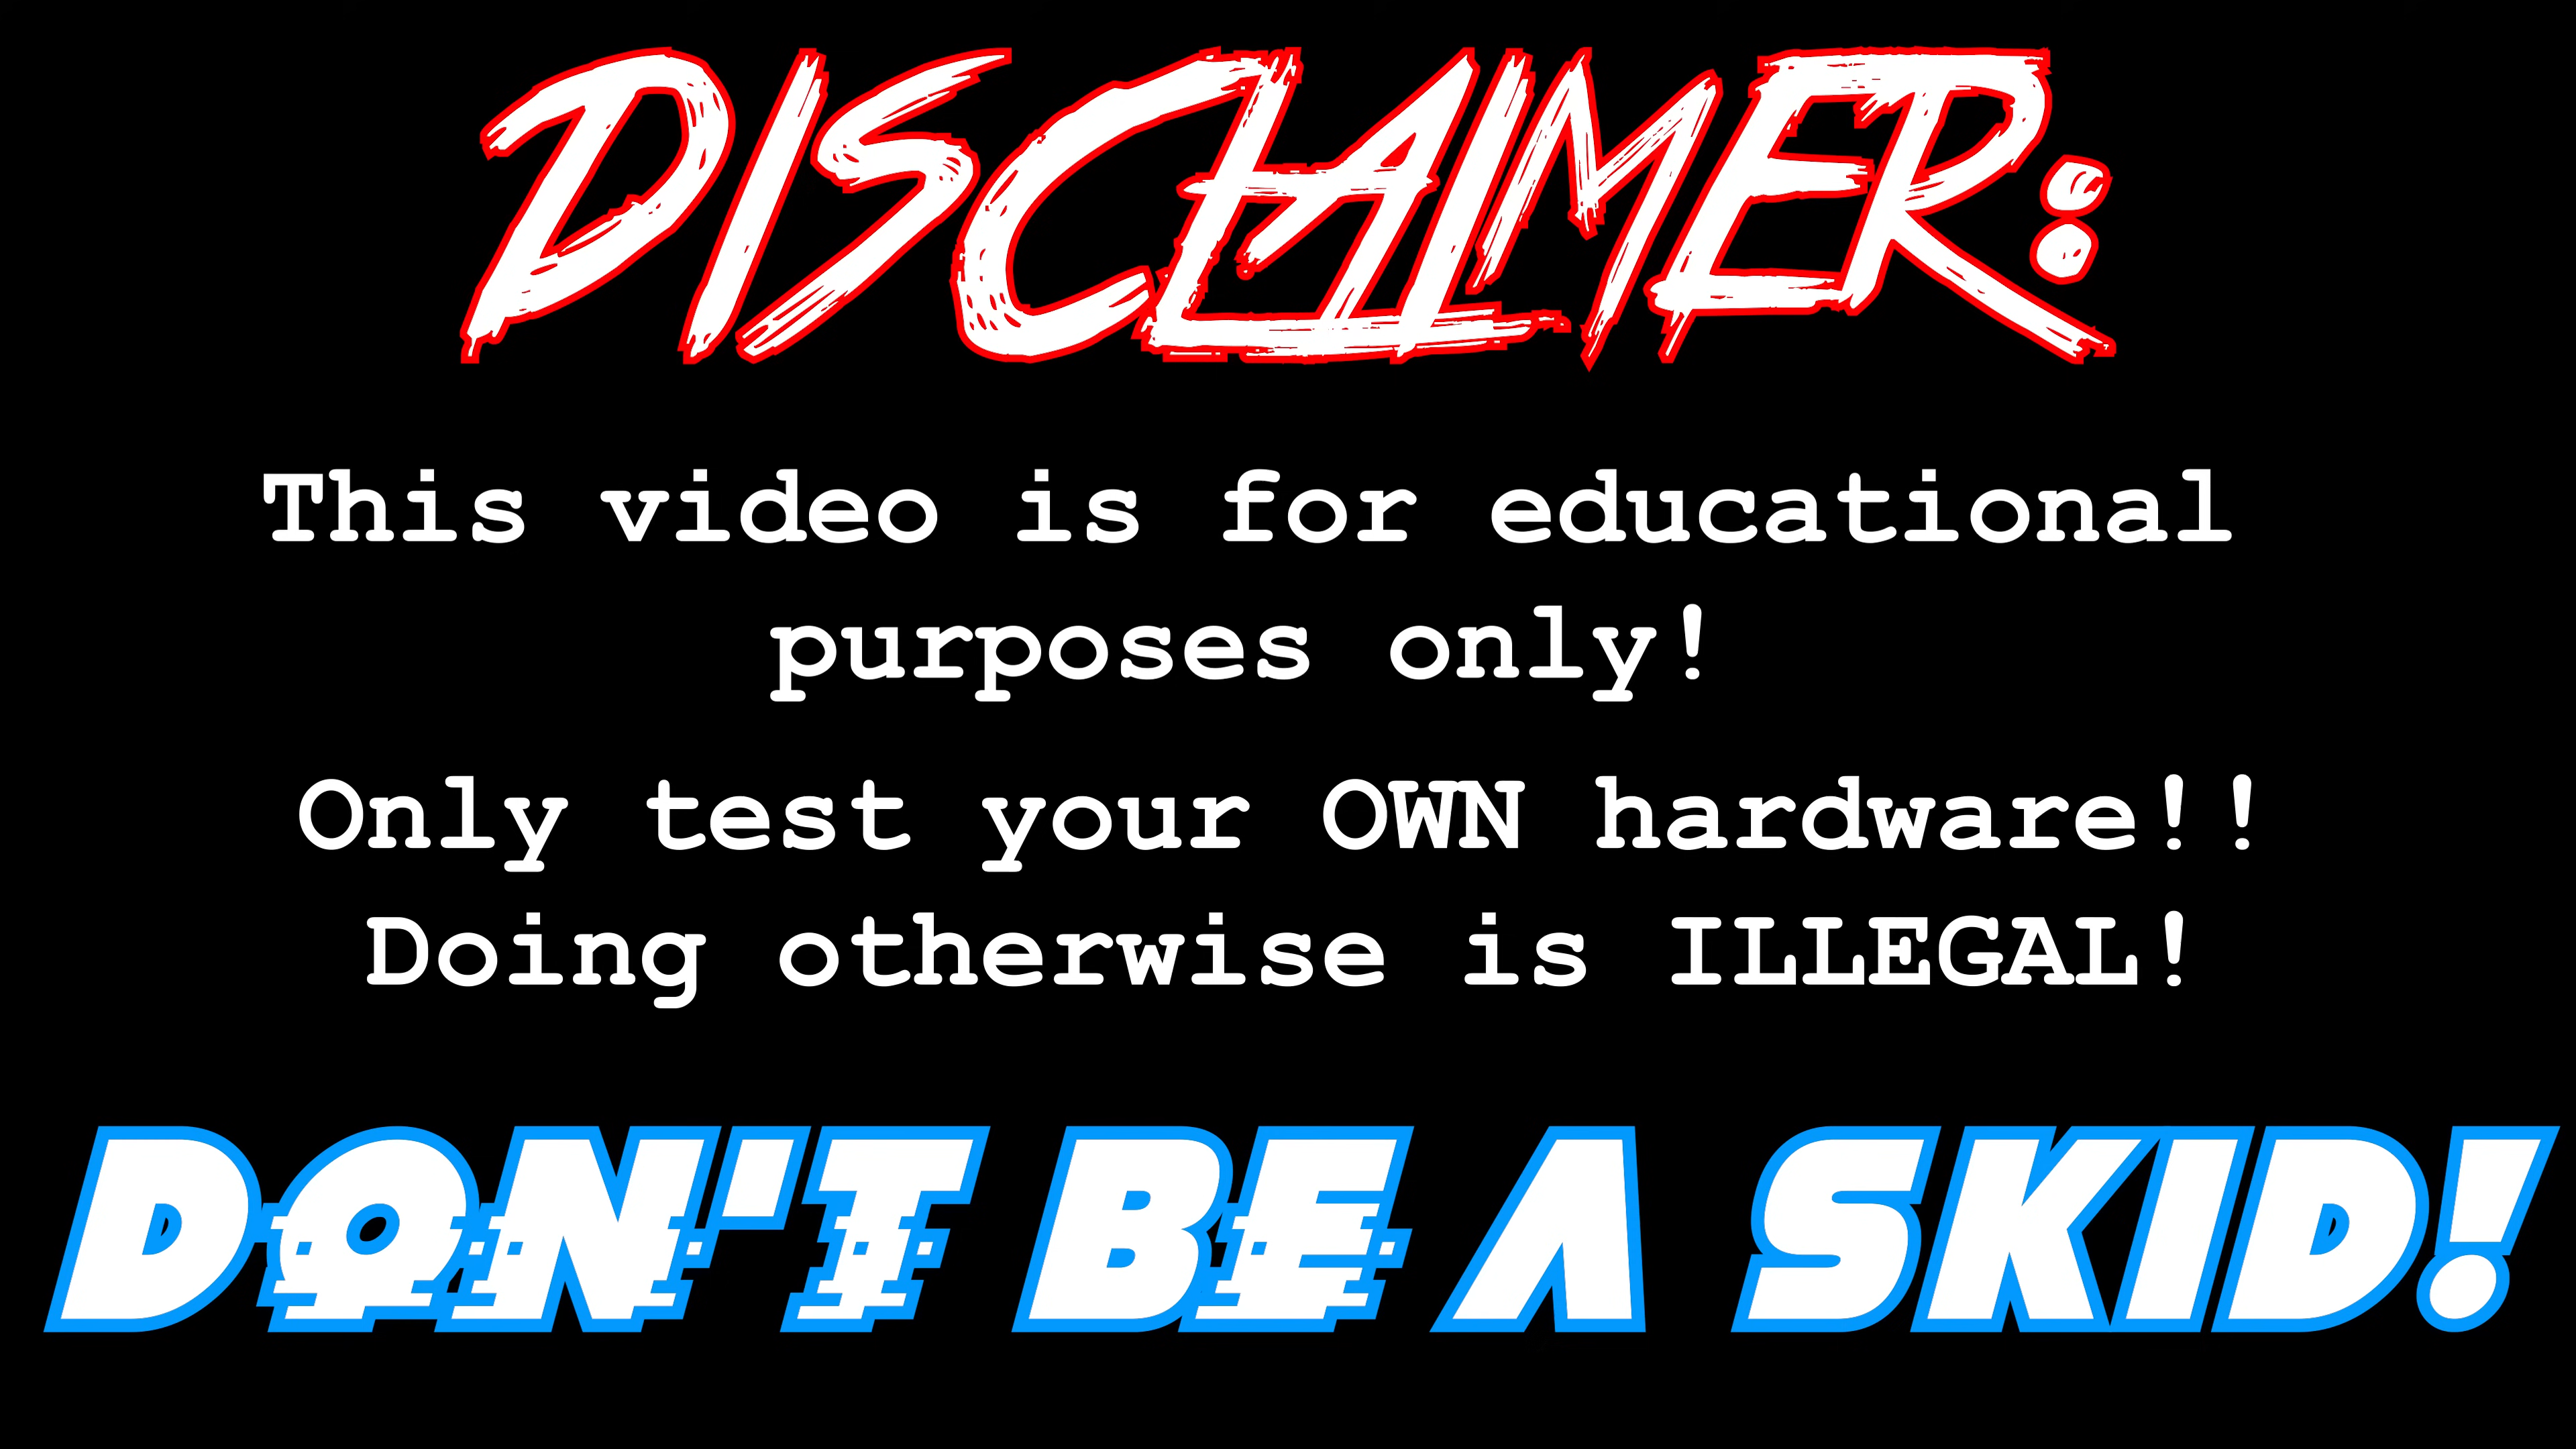 DISCLAIMER:
This video is for educational
purposes only!
Only test your OWN hardware!!
Doing otherwise is ILLEGAL!
DON'T BE A SKID!